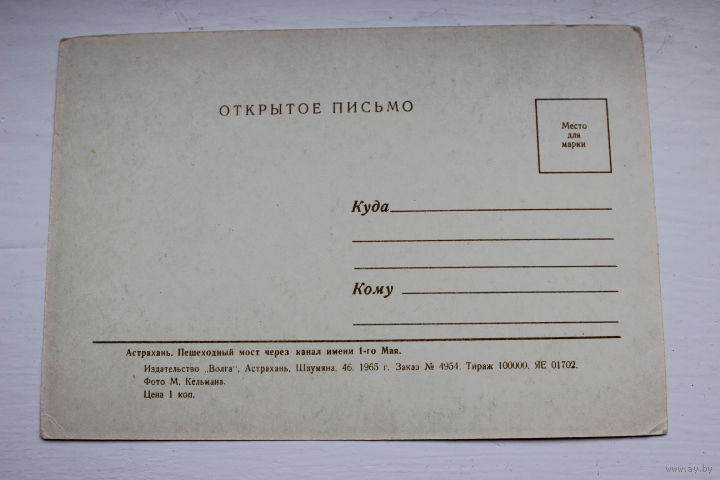 ОТКРЫТОЕ ПИСЬМО
Место
для
марки
Куда
Кому
Астрахань. Пешеходный мост через канал имени 1-го Мая.
Издательство „Волга“, Астрахань, Шаумяна, 46. 1965 г. Заказ № 4954. Тираж 100000. ЯЕ 01702.
Фото М. Кельмана.
Цена 1 коп.
www.ay.by